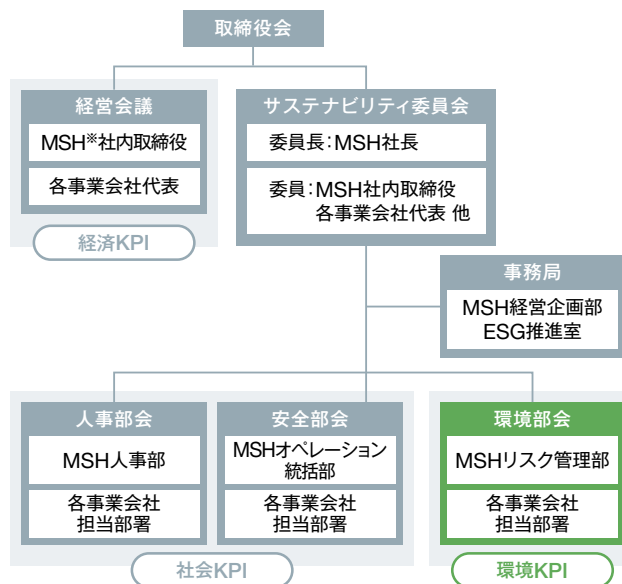 取締役会
経営会議
MSH※社内取締役
各事業会社代表
経済KPI
サステナビリティ委員会
委員長:MSH社長
委員:MSH社内取締役
各事業会社代表 他
事務局
MSH経営企画部
ESG推進室
人事部会
MSH人事部
各事業会社
担当部署
安全部会
MSHオペレーション
統括部
各事業会社
担当部署
社会KPI
環境部会
MSHリスク管理部
各事業会社
担当部署
環境KPI